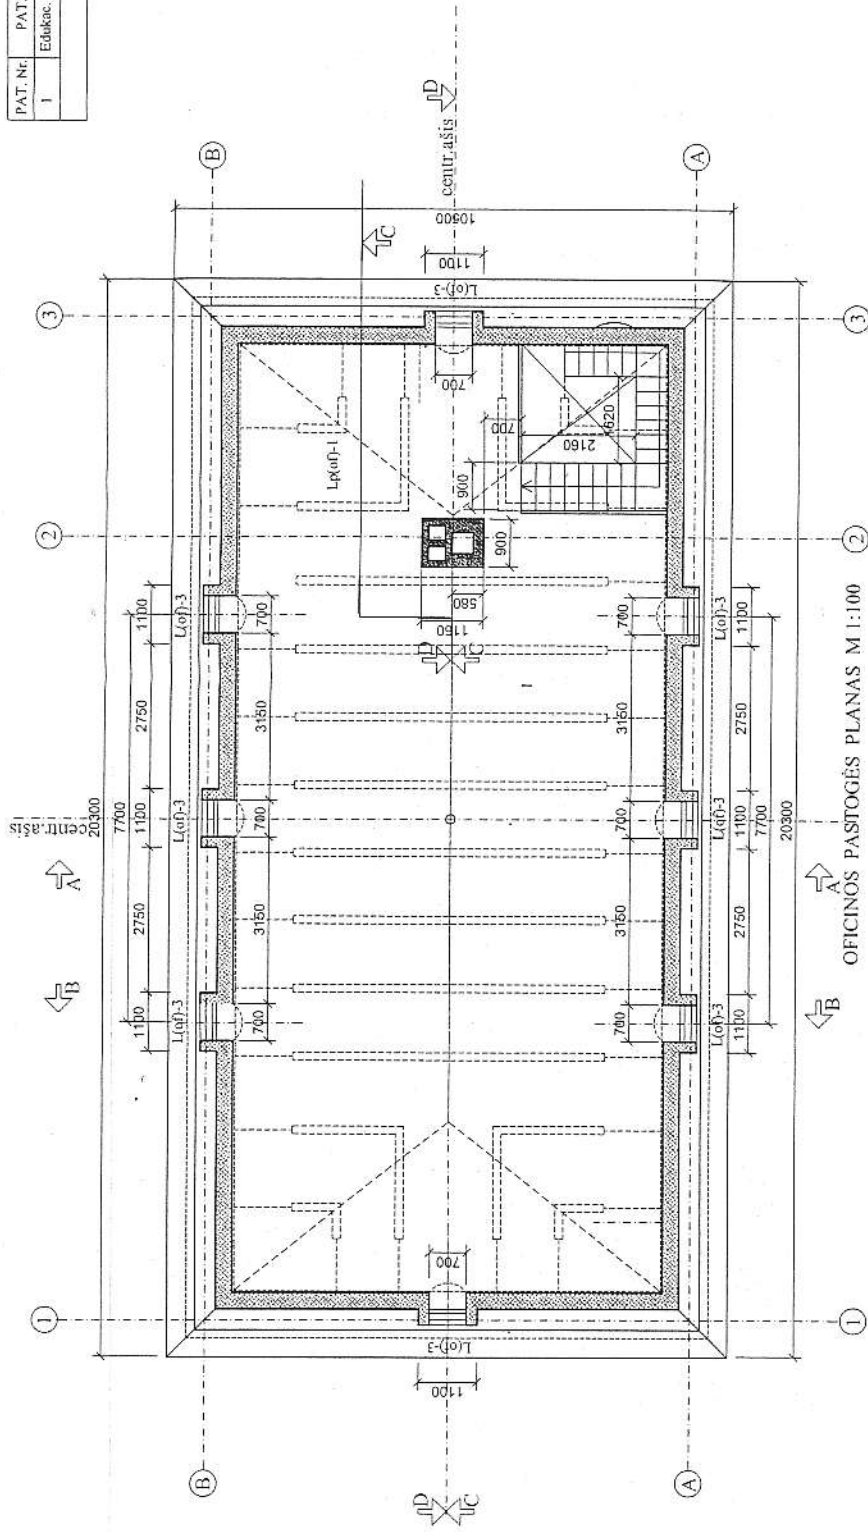 PAT. Nr.
PAT.
1
Edukac.
B
A
3
3
2
2
1
1
B
A
D
centr.ašis
C
10500
1100
L(of)-3
700
Lp(of)-1
700
2160
1620
900
900
580
1160
D
C
1100
L(of)-3
700
700
L(of)-3
1100
2750
3150
3150
2750
20300
7700
centr.ašis
1100
L(of)-3
700
700
L(of)-3
1100
7700
20300
A
A
2750
3150
3150
2750
B
B
1100
L(of)-3
700
700
L(of)-3
1100
700
L(of)-3
1100
D
C
OFICINOS PASTOGĖS PLANAS M 1:100